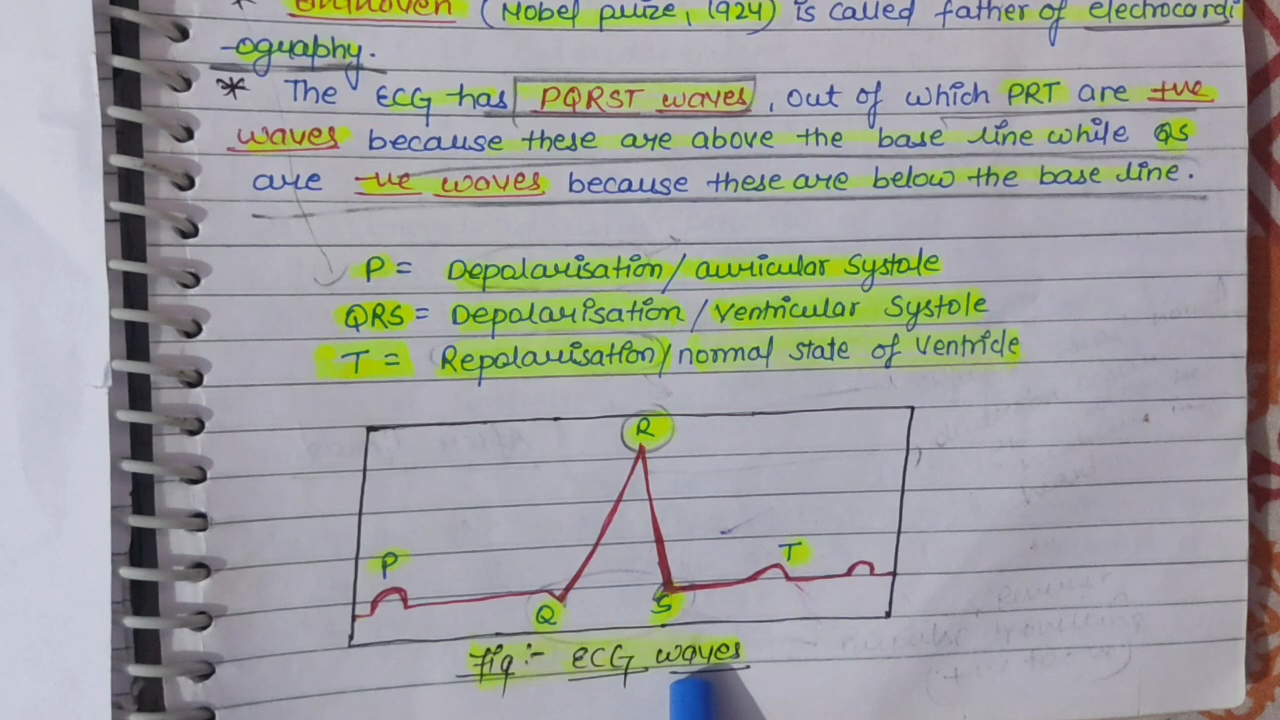 * Einthoven (Nobel prize, 1924) is called father of electrocardi
-ography.
* The ECG has PQRST waves, out of which PRT are +ve
waves because these are above the base line while QS
are -ve waves because these are below the base line.
P = Depolarisation/ auricular Systole
QRS = Depolarisation/Ventricular Systole
T = Repolarisation/normal state of Ventricle
R
P
T
Q
S
fig:- ECG waves